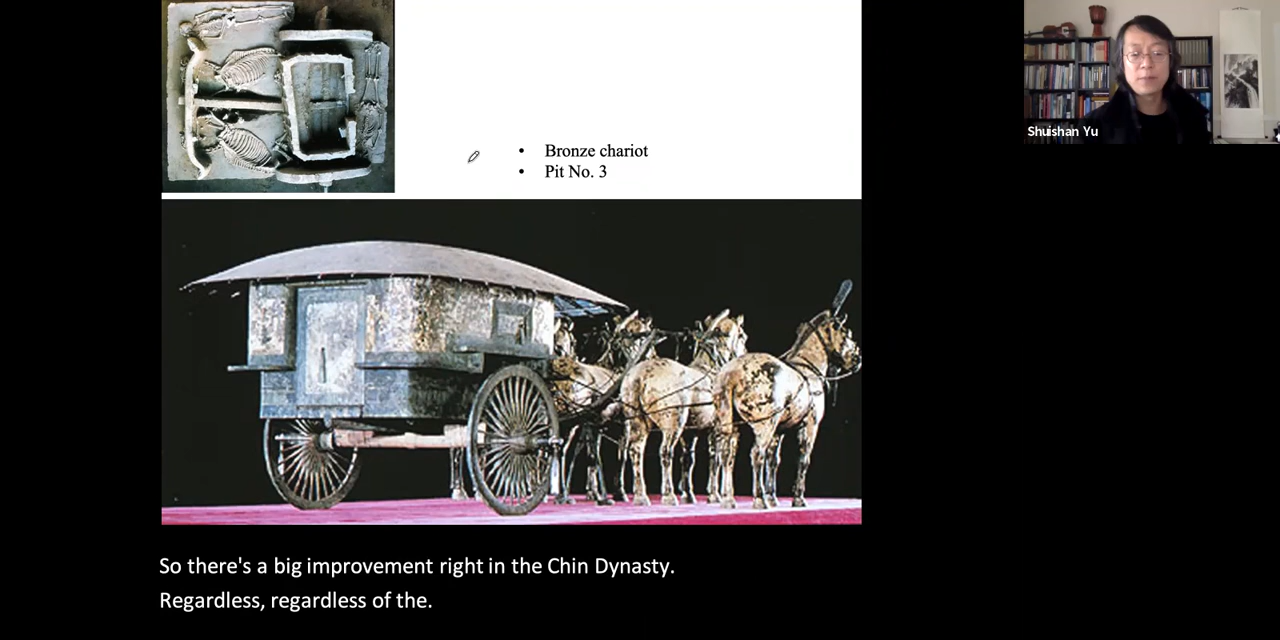 Shuishan Yu
• Bronze chariot
• Pit No. 3
So there's a big improvement right in the Chin Dynasty.
Regardless, regardless of the.